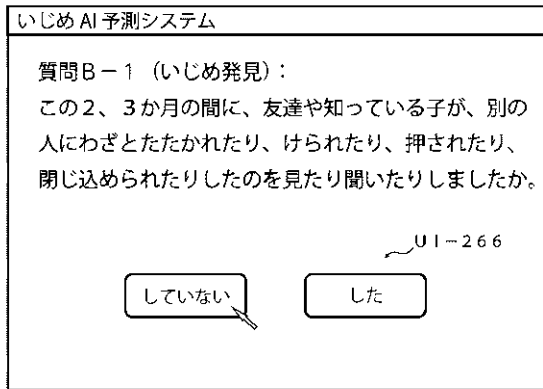 いじめAI予測システム
質問B－1（いじめ発見）：
この２、３か月の間に、友達や知っている子が、別の
人にわざとたたかれたり、けられたり、押されたり、
閉じ込められたりしたのを見たり聞いたりしましたか。
UI－２６６
していない　した